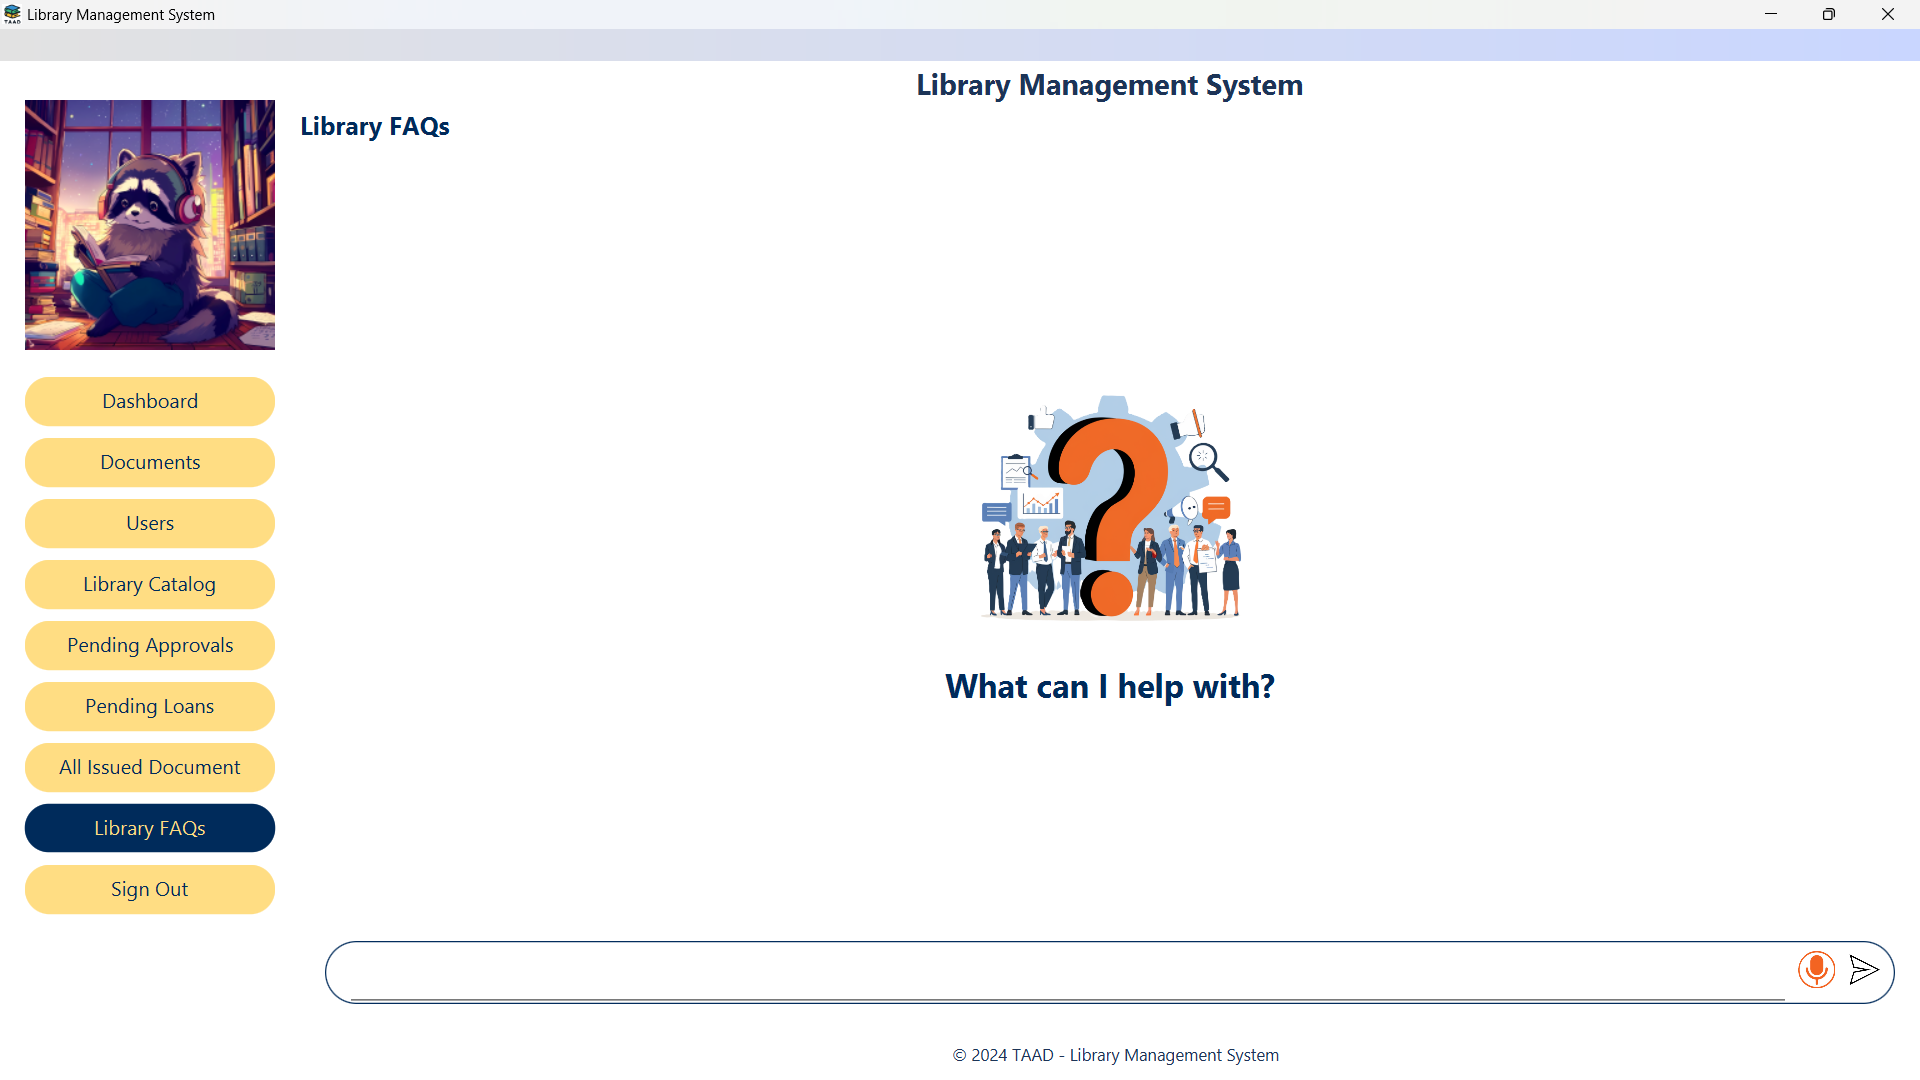 Library Management System
Library Management System
Library FAQs
Dashboard
Documents
Users
Library Catalog
Pending Approvals
Pending Loans
All Issued Document
Library FAQs
Sign Out
What can I help with?
© 2024 TAAD - Library Management System